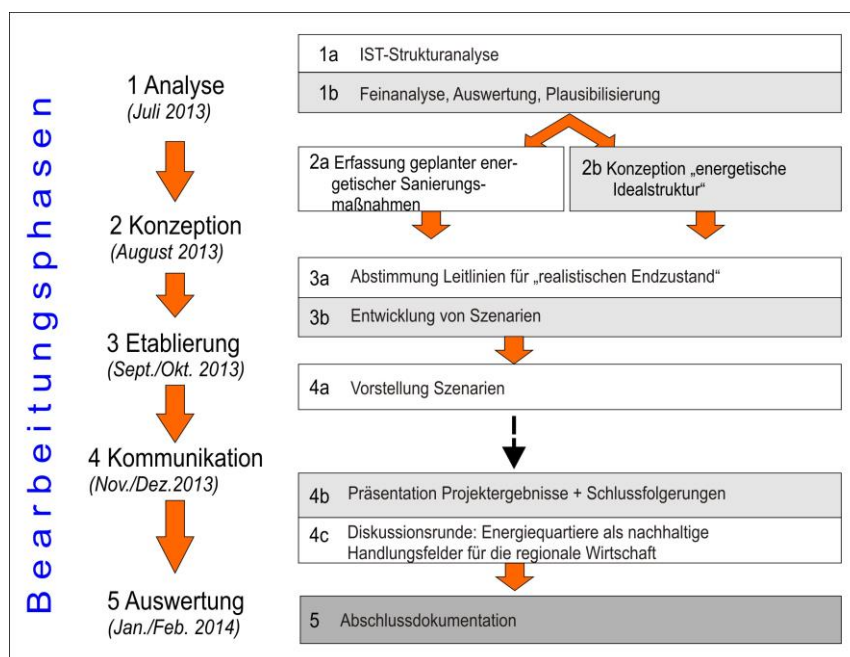 Bearbeitungsphasen
1 Analyse
(Juli 2013)
2 Konzeption
(August 2013)
3 Etablierung
(Sept./Okt. 2013)
4 Kommunikation
(Nov./Dez.2013)
5 Auswertung
(Jan./Feb. 2014)
1a IST-Strukturanalyse
1b Feinanalyse, Auswertung, Plausibilisierung
2a Erfassung geplanter ener-
getischer Sanierungs-
maßnahmen
2b Konzeption „energetische
Idealstruktur“
3a Abstimmung Leitlinien für „realistischen Endzustand“
3b Entwicklung von Szenarien
4a Vorstellung Szenarien
4b Präsentation Projektergebnisse + Schlussfolgerungen
4c Diskussionsrunde: Energiequartiere als nachhaltige
Handlungsfelder für die regionale Wirtschaft
5 Abschlussdokumentation